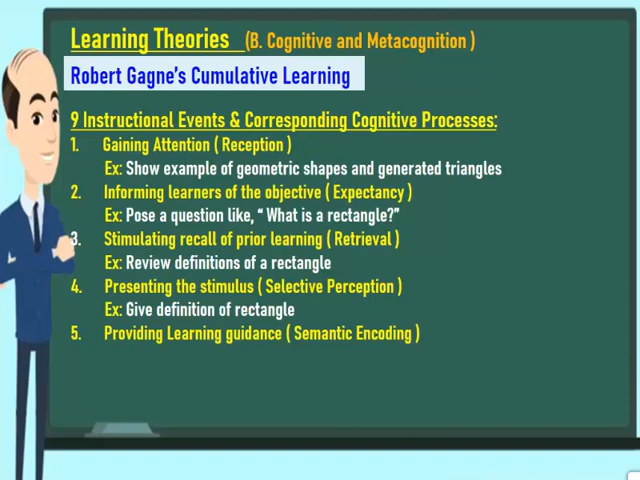 Learning Theories (B. Cognitive and Metacognition )
Robert Gagne's Cumulative Learning
9 Instructional Events & Corresponding Cognitive Processes:
1. Gaining Attention ( Reception )
Ex: Show example of geometric shapes and generated triangles
2. Informing learners of the objective ( Expectancy )
Ex: Pose a question like, “ What is a rectangle?”
3. Stimulating recall of prior learning ( Retrieval )
Ex: Review definitions of a rectangle
4. Presenting the stimulus ( Selective Perception )
Ex: Give definition of rectangle
5. Providing Learning guidance ( Semantic Encoding )